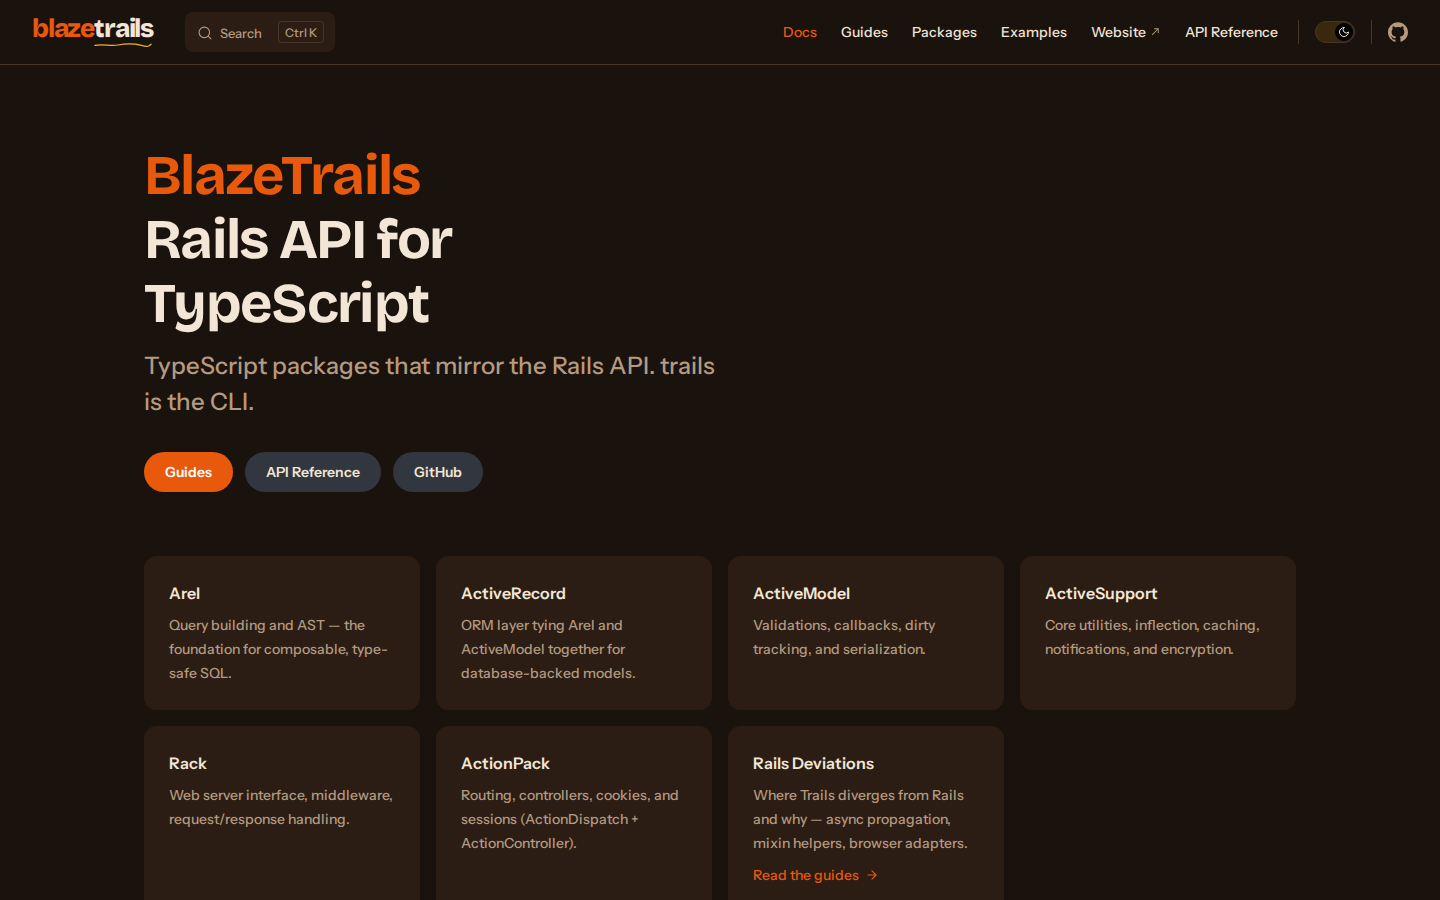 blazetrails
Search
Ctrl K
Docs
Guides
Packages
Examples
Website
API Reference
BlazeTrails
Rails API for
TypeScript
TypeScript packages that mirror the Rails API. trails
is the CLI.
Guides
API Reference
GitHub
Arel
Query building and AST — the
foundation for composable, type-
safe SQL.
ActiveRecord
ORM layer tying Arel and
ActiveModel together for
database-backed models.
ActiveModel
Validations, callbacks, dirty
tracking, and serialization.
ActiveSupport
Core utilities, inflection, caching,
notifications, and encryption.
Rack
Web server interface, middleware,
request/response handling.
ActionPack
Routing, controllers, cookies, and
sessions (ActionDispatch +
ActionController).
Rails Deviations
Where Trails diverges from Rails
and why — async propagation,
mixin helpers, browser adapters.
Read the guides →